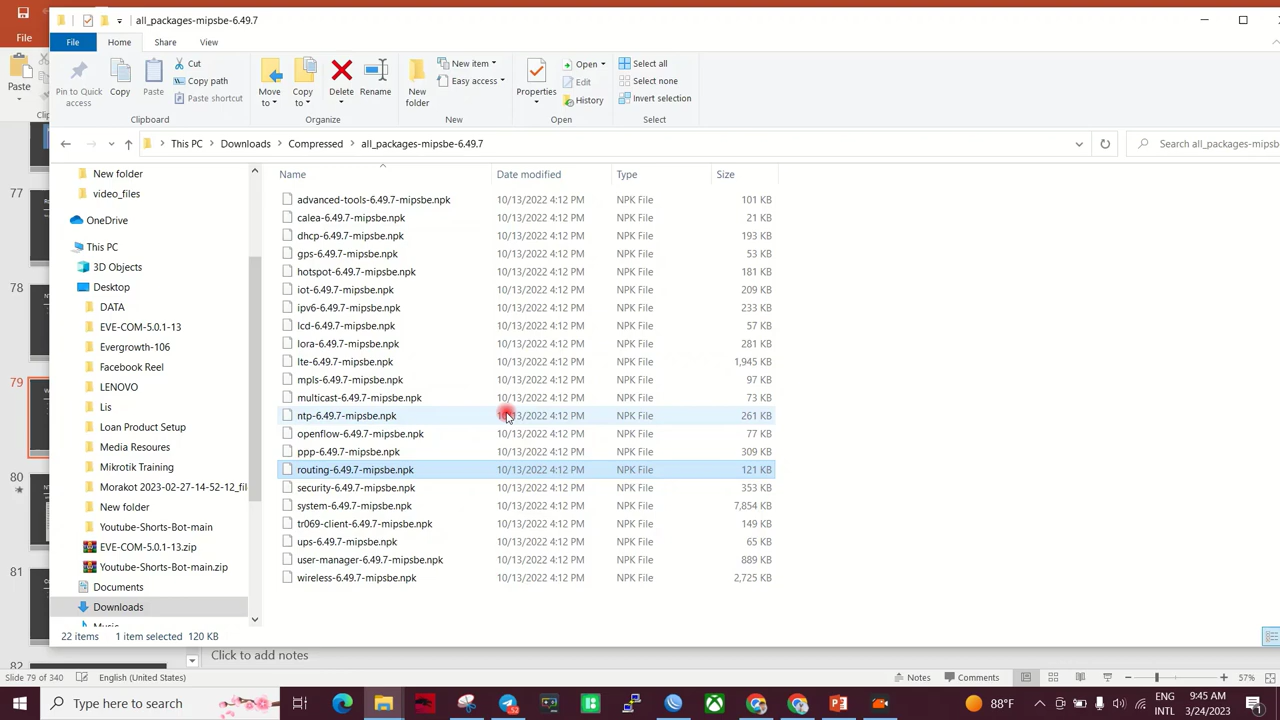 all_packages-mipsbe-6.49.7
File
File Home Share View
Paste
Pin to Quick access
Copy
Paste
Cut
Copy path
Paste shortcut
Move to
Copy to
Delete
Rename
New folder
New item
Easy access
Properties
Open
Edit
History
Select all
Select none
Invert selection
Clipboard Organize New Open Select
This PC > Downloads > Compressed > all_packages-mipsbe-6.49.7
Search all_packages-mipsb
77
78
79
80
81
82
New folder
video_files
OneDrive
This PC
3D Objects
Desktop
DATA
EVE-COM-5.0.1-13
Evergrowth-106
Facebook Reel
LENOVO
Lis
Loan Product Setup
Media Resoures
Mikrotik Training
Morakot 2023-02-27-14-52-12_fil
New folder
Youtube-Shorts-Bot-main
EVE-COM-5.0.1-13.zip
Youtube-Shorts-Bot-main.zip
Documents
Downloads
Name Date modified Type Size
advanced-tools-6.49.7-mipsbe.npk 10/13/2022 4:12 PM NPK File 101 KB
calea-6.49.7-mipsbe.npk 10/13/2022 4:12 PM NPK File 21 KB
dhcp-6.49.7-mipsbe.npk 10/13/2022 4:12 PM NPK File 193 KB
gps-6.49.7-mipsbe.npk 10/13/2022 4:12 PM NPK File 53 KB
hotspot-6.49.7-mipsbe.npk 10/13/2022 4:12 PM NPK File 181 KB
iot-6.49.7-mipsbe.npk 10/13/2022 4:12 PM NPK File 209 KB
ipv6-6.49.7-mipsbe.npk 10/13/2022 4:12 PM NPK File 233 KB
lcd-6.49.7-mipsbe.npk 10/13/2022 4:12 PM NPK File 57 KB
lora-6.49.7-mipsbe.npk 10/13/2022 4:12 PM NPK File 281 KB
lte-6.49.7-mipsbe.npk 10/13/2022 4:12 PM NPK File 1,945 KB
mpls-6.49.7-mipsbe.npk 10/13/2022 4:12 PM NPK File 97 KB
multicast-6.49.7-mipsbe.npk 10/13/2022 4:12 PM NPK File 73 KB
ntp-6.49.7-mipsbe.npk 10/13/2022 4:12 PM NPK File 261 KB
openflow-6.49.7-mipsbe.npk 10/13/2022 4:12 PM NPK File 77 KB
ppp-6.49.7-mipsbe.npk 10/13/2022 4:12 PM NPK File 309 KB
routing-6.49.7-mipsbe.npk 10/13/2022 4:12 PM NPK File 121 KB
security-6.49.7-mipsbe.npk 10/13/2022 4:12 PM NPK File 353 KB
system-6.49.7-mipsbe.npk 10/13/2022 4:12 PM NPK File 7,854 KB
tr069-client-6.49.7-mipsbe.npk 10/13/2022 4:12 PM NPK File 149 KB
ups-6.49.7-mipsbe.npk 10/13/2022 4:12 PM NPK File 65 KB
user-manager-6.49.7-mipsbe.npk 10/13/2022 4:12 PM NPK File 889 KB
wireless-6.49.7-mipsbe.npk 10/13/2022 4:12 PM NPK File 2,725 KB
22 items 1 item selected 120 KB
Click to add notes
Slide 79 of 340 English (United States) Notes Comments 57%
Type here to search
52
88°F
ENG
INTL
9:45 AM
3/24/2023